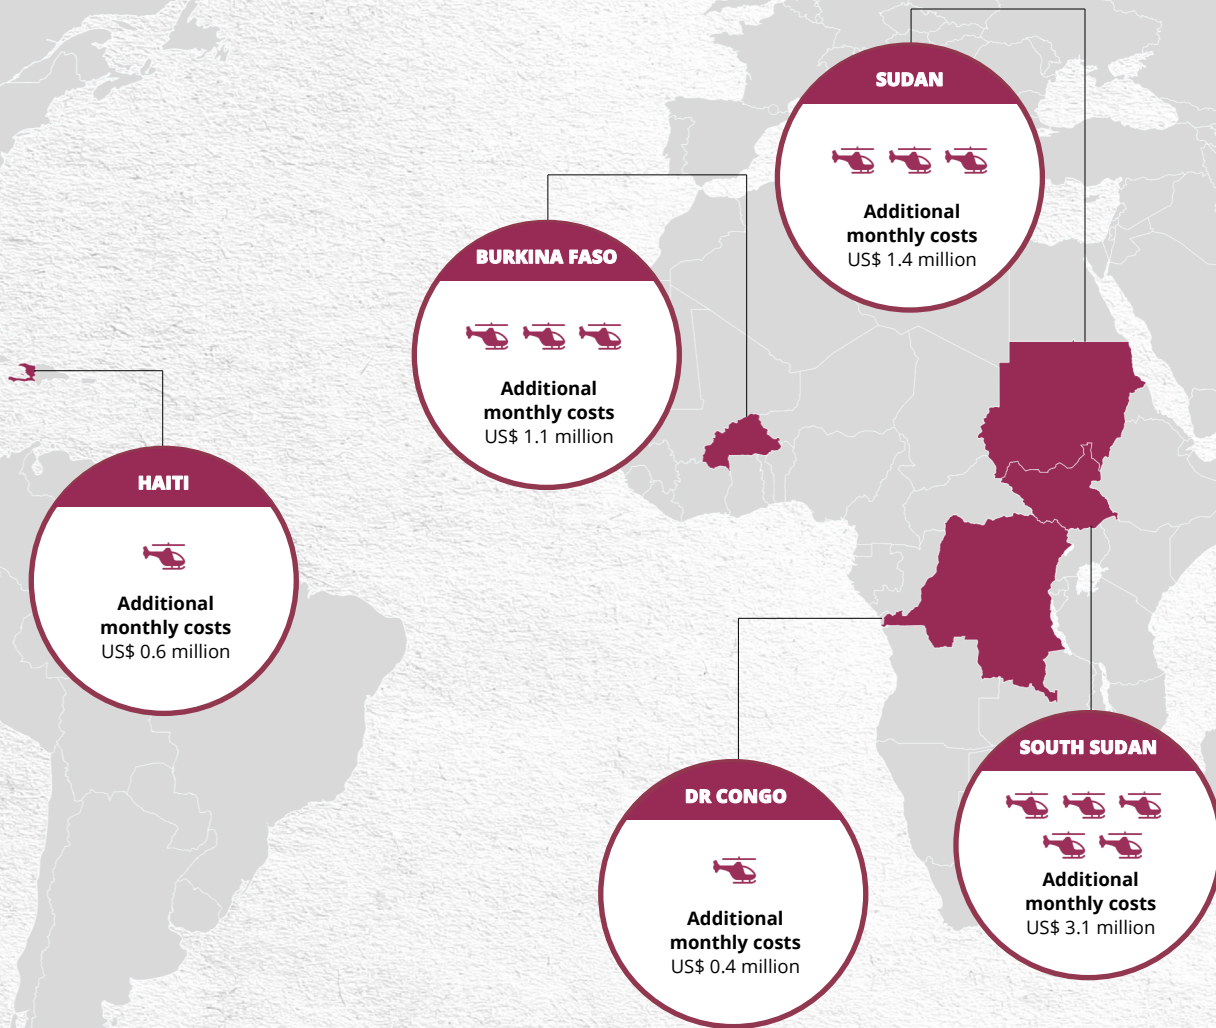 SUDAN
Additional
monthly costs
US$ 1.4 million
BURKINA FASO
Additional
monthly costs
US$ 1.1 million
HAITI
Additional
monthly costs
US$ 0.6 million
DR CONGO
Additional
monthly costs
US$ 0.4 million
SOUTH SUDAN
Additional
monthly costs
US$ 3.1 million